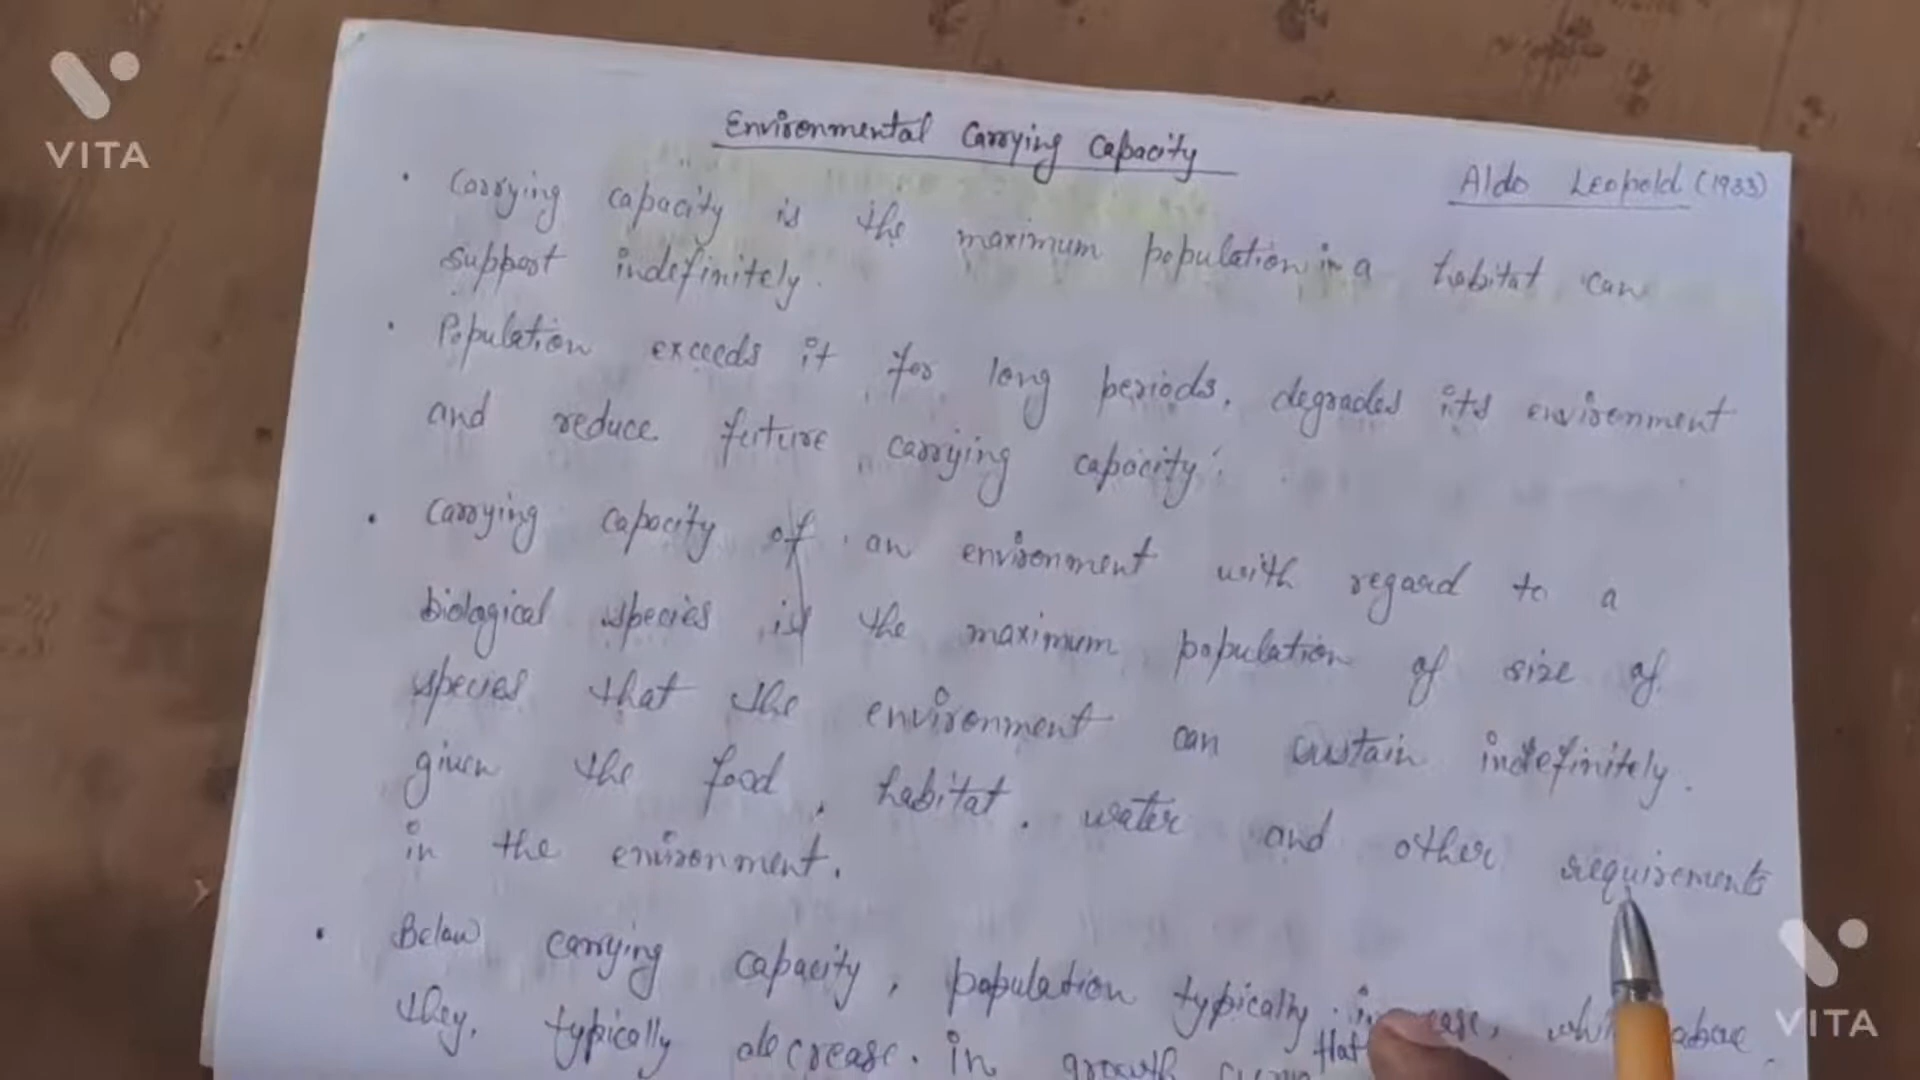 VITA
Environmental Carrying Capacity
Aldo Leopold (1933)
• Carrying capacity is the maximum population in a habitat can
support indefinitely.
• Population exceeds it for long periods, degrades its environment
and reduce future carrying capacity.
• Carrying capacity of an environment with regard to a
biological species is the maximum population of size of
species that the environment can sustain indefinitely.
given the food, habitat, water and other requirements
in the environment.
• Below carrying capacity, population typically increase, above
they, typically decrease. in growth
that
VITA